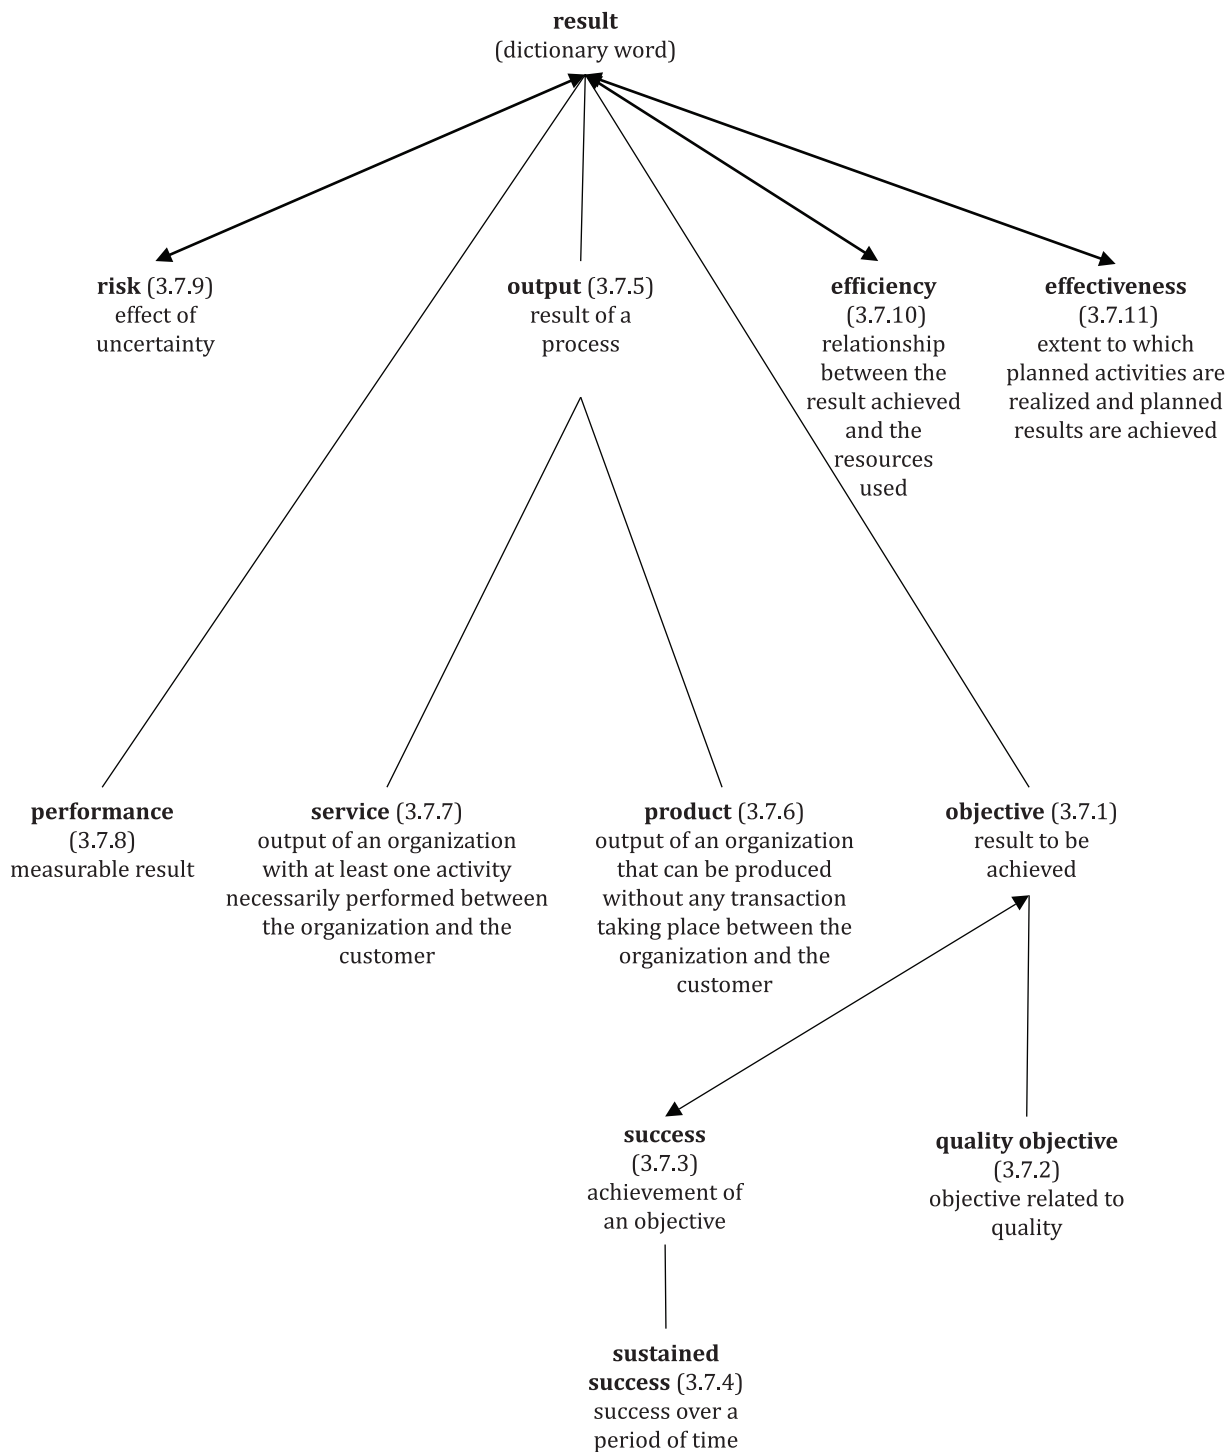 result
(dictionary word)
risk (3.7.9)
effect of
uncertainty
output (3.7.5)
result of a
process
efficiency
(3.7.10)
relationship
between the
result achieved
and the
resources
used
effectiveness
(3.7.11)
extent to which
planned activities are
realized and planned
results are achieved
performance
(3.7.8)
measurable result
service (3.7.7)
output of an organization
with at least one activity
necessarily performed between
the organization and the
customer
product (3.7.6)
output of an organization
that can be produced
without any transaction
taking place between the
organization and the
customer
objective (3.7.1)
result to be
achieved
success
(3.7.3)
achievement of
an objective
quality objective
(3.7.2)
objective related to
quality
sustained
success (3.7.4)
success over a
period of time